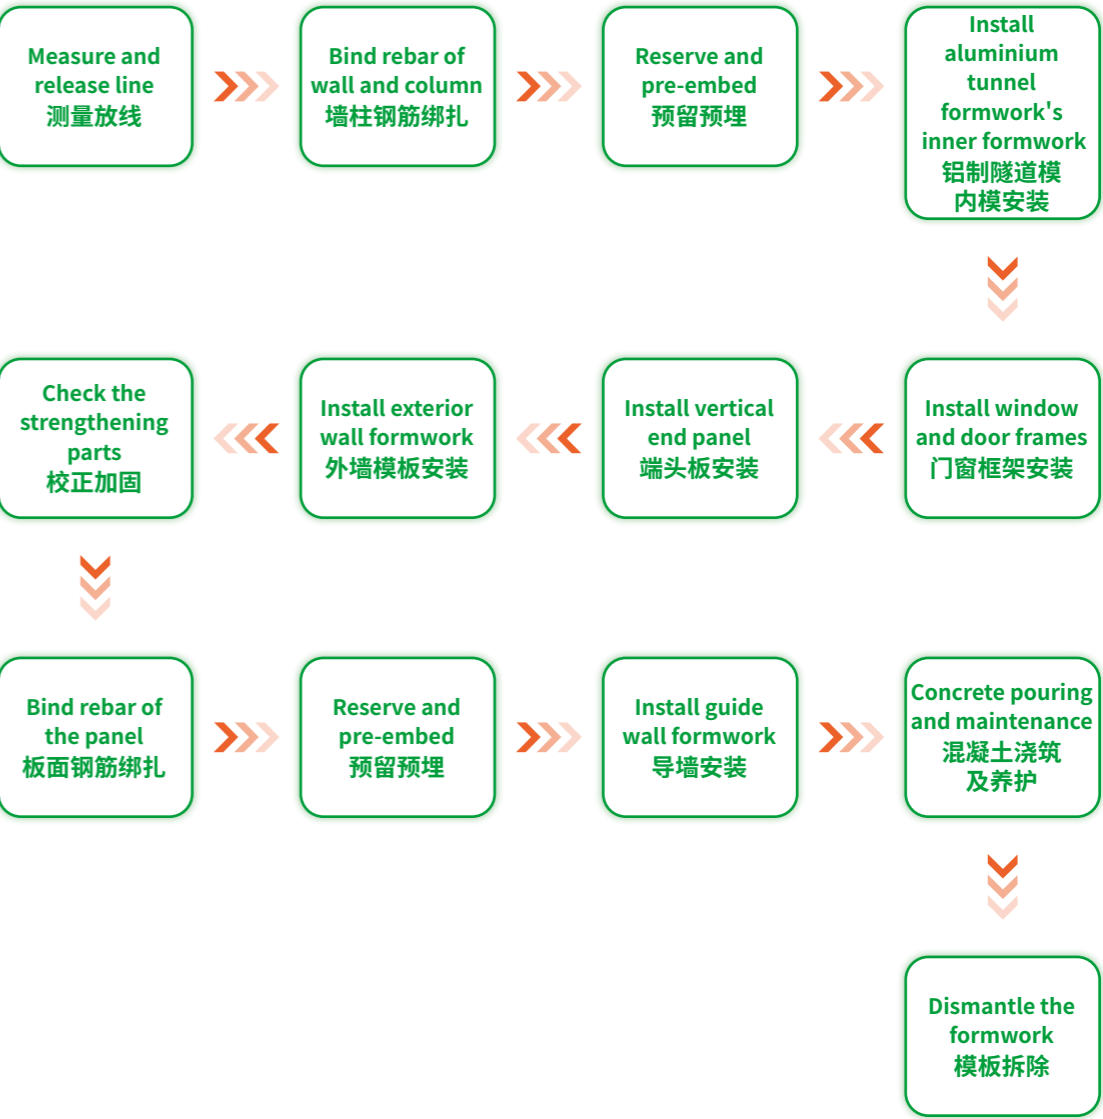 Measure and
release line
测量放线
Bind rebar of
wall and column
墙柱钢筋绑扎
Reserve and
pre-embed
预留预埋
Install
aluminium
tunnel
formwork's
inner formwork
铝制隧道模
内模安装
Install window
and door frames
门窗框架安装
Install vertical
end panel
端头板安装
Install exterior
wall formwork
外墙模板安装
Check the
strengthening
parts
校正加固
Bind rebar of
the panel
板面钢筋绑扎
Reserve and
pre-embed
预留预埋
Install guide
wall formwork
导墙安装
Concrete pouring
and maintenance
混凝土浇筑
及养护
Dismantle the
formwork
模板拆除